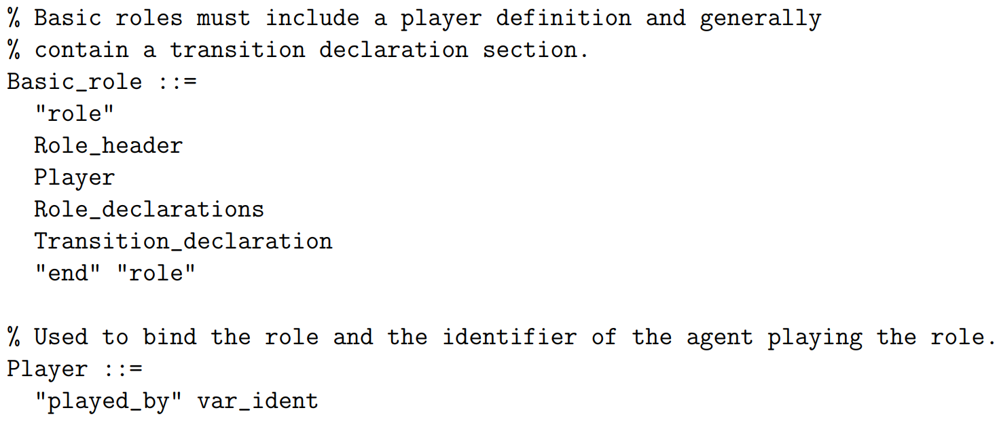 % Basic roles must include a player definition and generally
% contain a transition declaration section.
Basic_role ::=
"role"
Role_header
Player
Role_declarations
Transition_declaration
"end" "role"
% Used to bind the role and the identifier of the agent playing the role.
Player ::=
"played_by" var_ident